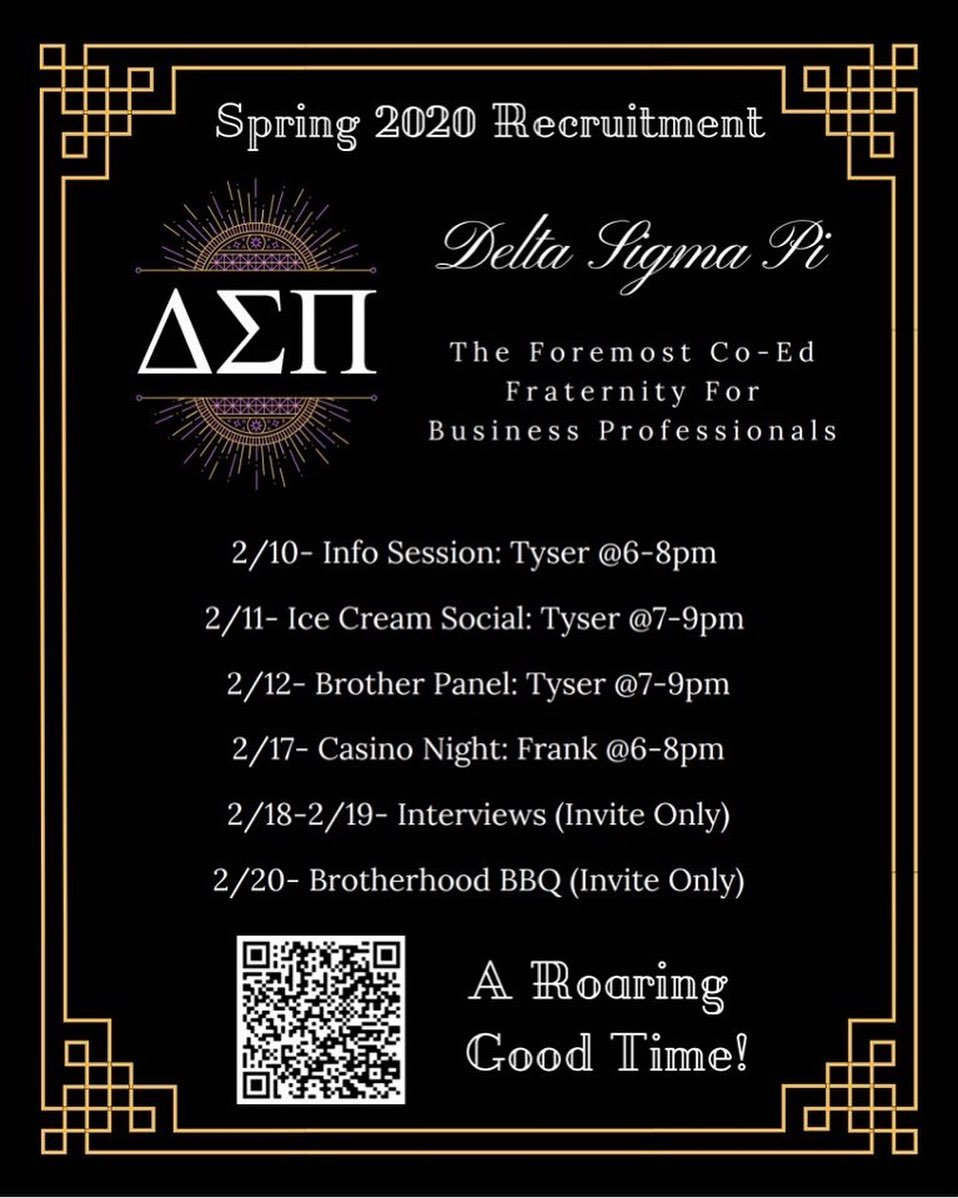 Spring 2020 Recruitment
ΔΣΠ
Delta Sigma Pi
The Foremost Co-Ed
Fraternity For
Business Professionals
2/10- Info Session: Tyser @6-8pm
2/11- Ice Cream Social: Tyser @7-9pm
2/12- Brother Panel: Tyser @7-9pm
2/17- Casino Night: Frank @6-8pm
2/18-2/19- Interviews (Invite Only)
2/20- Brotherhood BBQ (Invite Only)
A Roaring
Good Time!